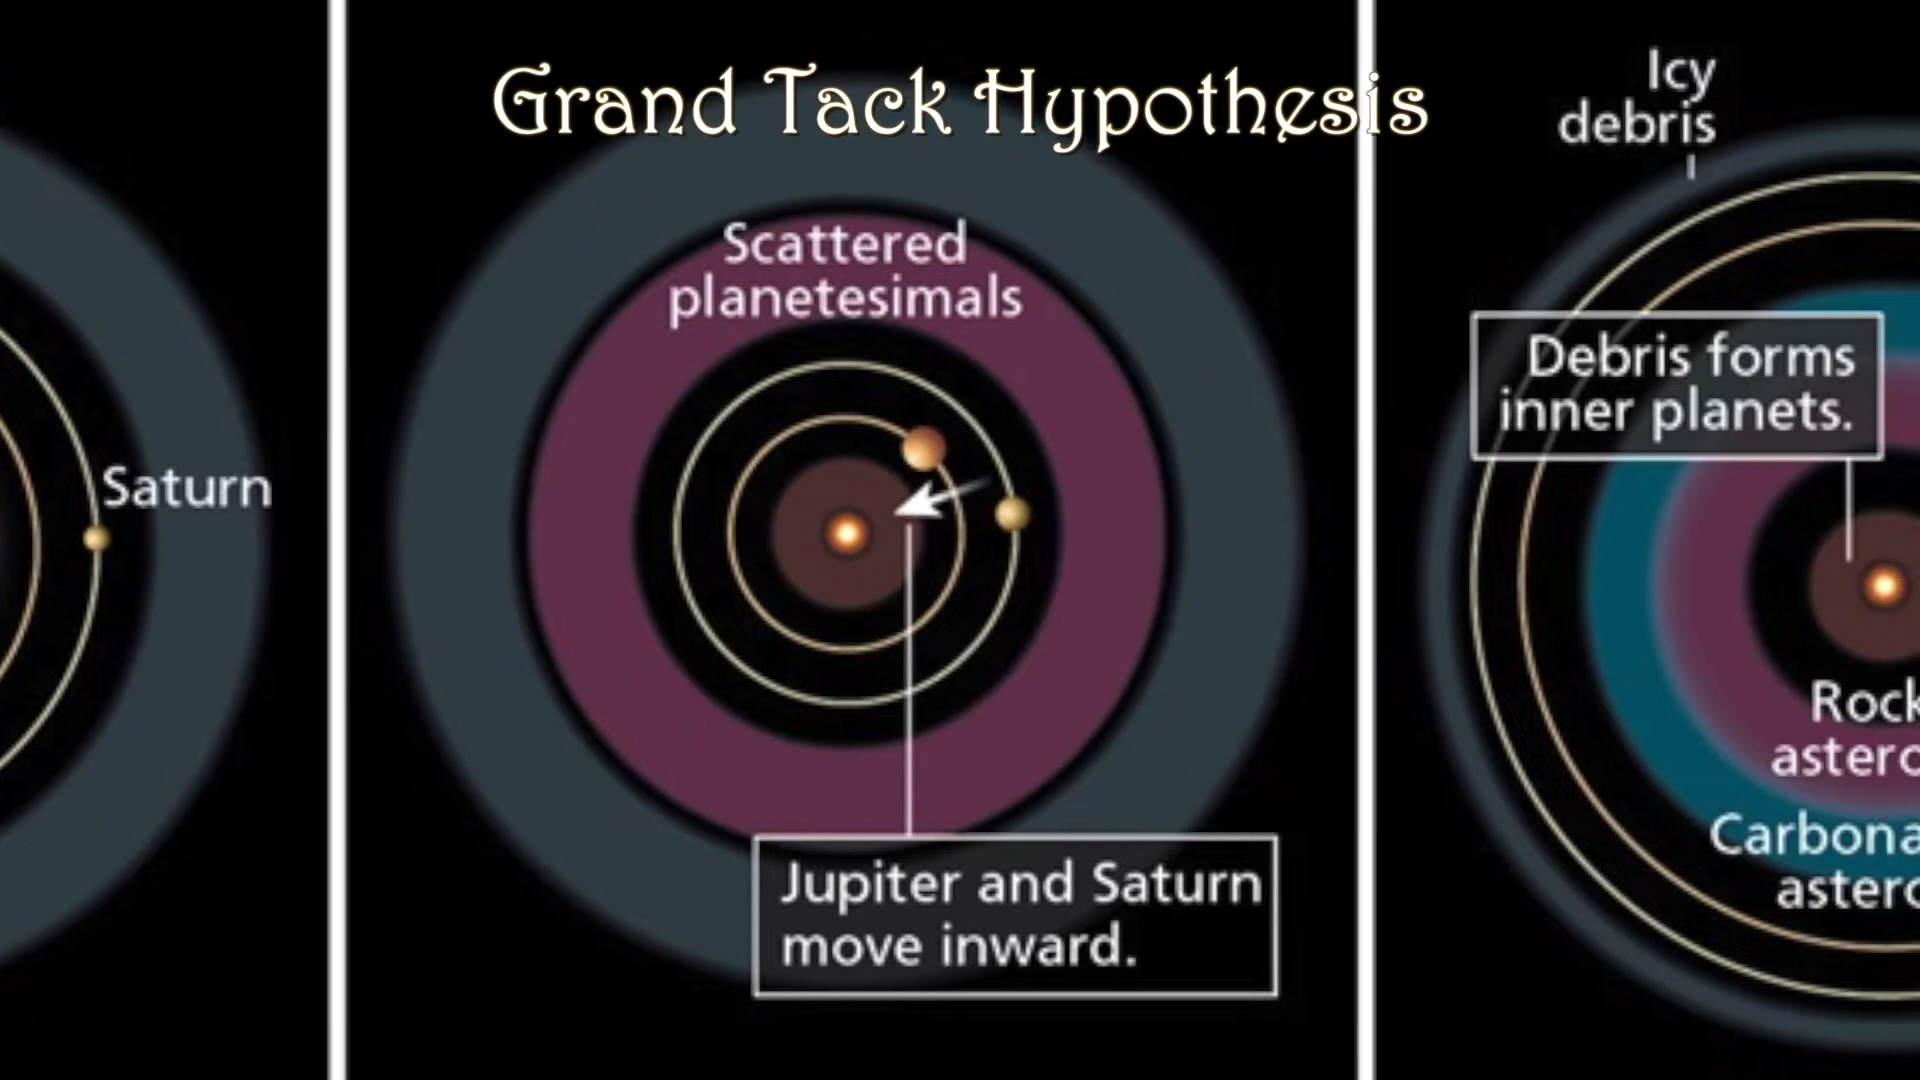 Grand Tack Hypothesis
Saturn
Scattered
planetesimals
Jupiter and Saturn
move inward.
Icy
debris
Debris forms
inner planets.